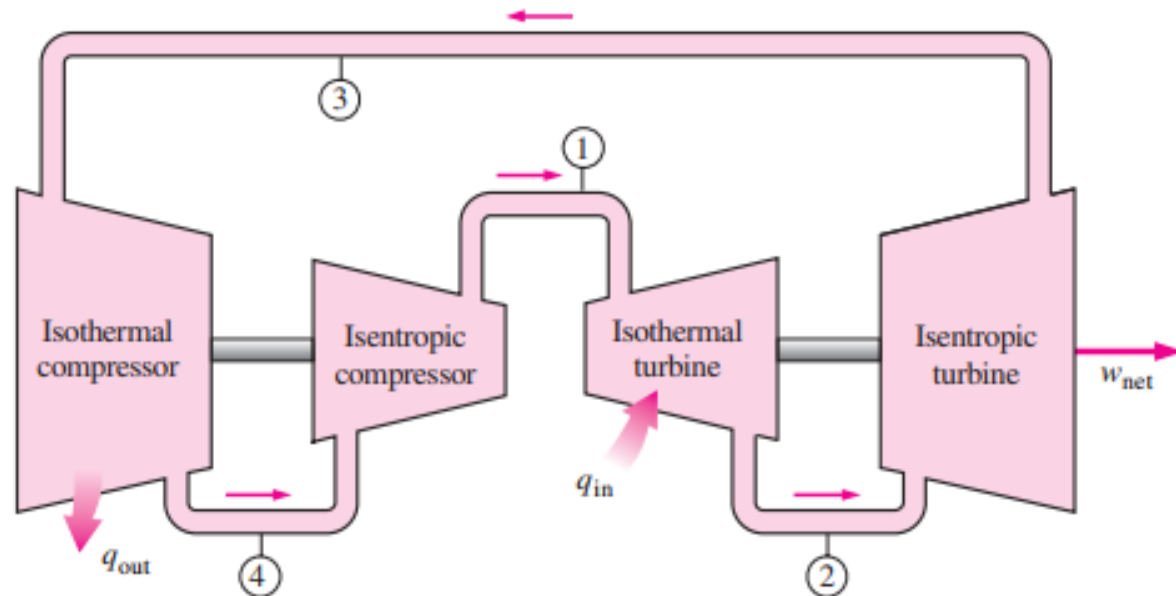 3
1
Isothermal
compressor
Isentropic
compressor
Isothermal
turbine
Isentropic
turbine
w_net
q_in
q_out
4
2